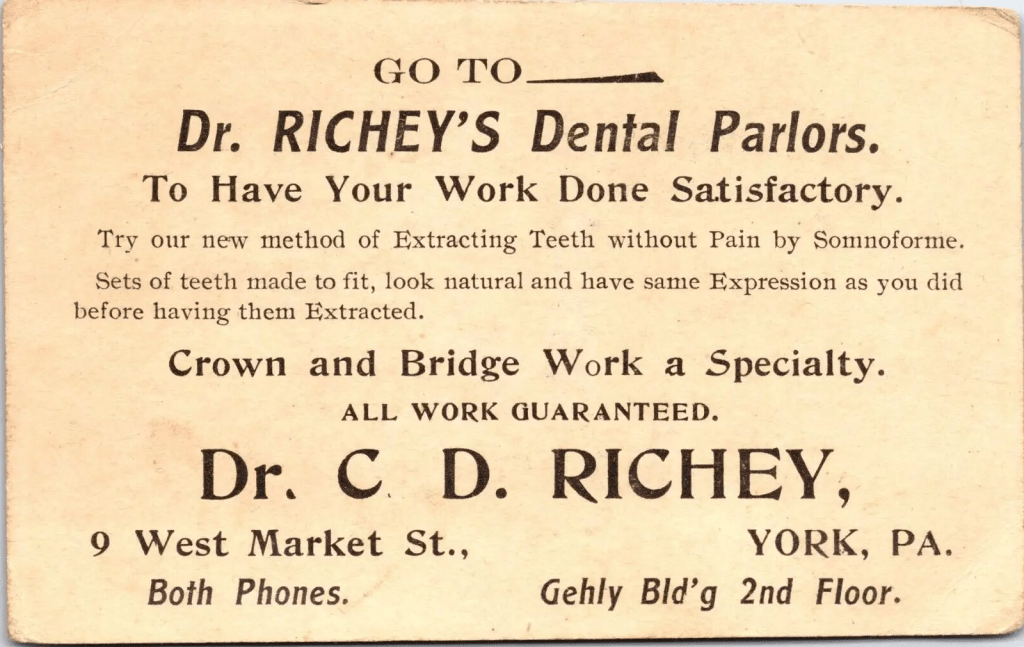 GO TO
Dr. RICHEY'S Dental Parlors.
To Have Your Work Done Satisfactory.
Try our new method of Extracting Teeth without Pain by Somnoforme.
Sets of teeth made to fit, look natural and have same Expression as you did
before having them Extracted.
Crown and Bridge Work a Specialty.
ALL WORK GUARANTEED.
Dr. C. D. RICHEY,
9 West Market St., YORK, PA.
Both Phones. Gehly Bld'g 2nd Floor.